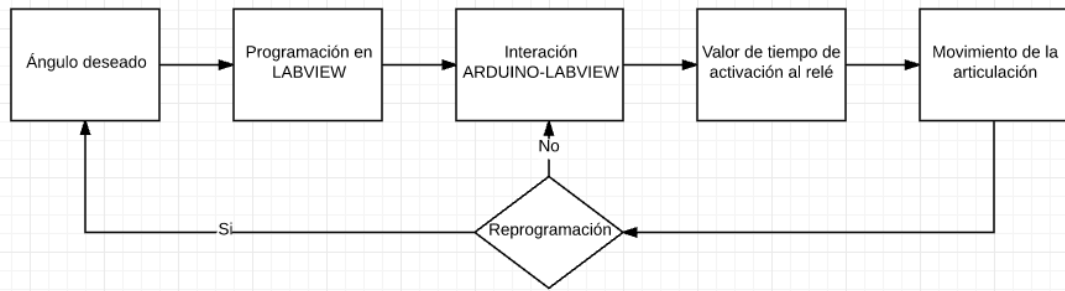 Ángulo deseado
Programación en
LABVIEW
Interación
ARDUINO-LABVIEW
Valor de tiempo de
activación al relé
Movimiento de la
articulación
No
Si
Reprogramación